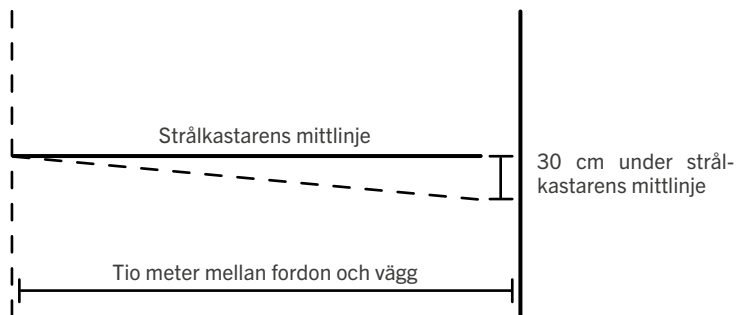 Strålkastarens mittlinje
30 cm under strål-
kastarens mittlinje
Tio meter mellan fordon och vägg